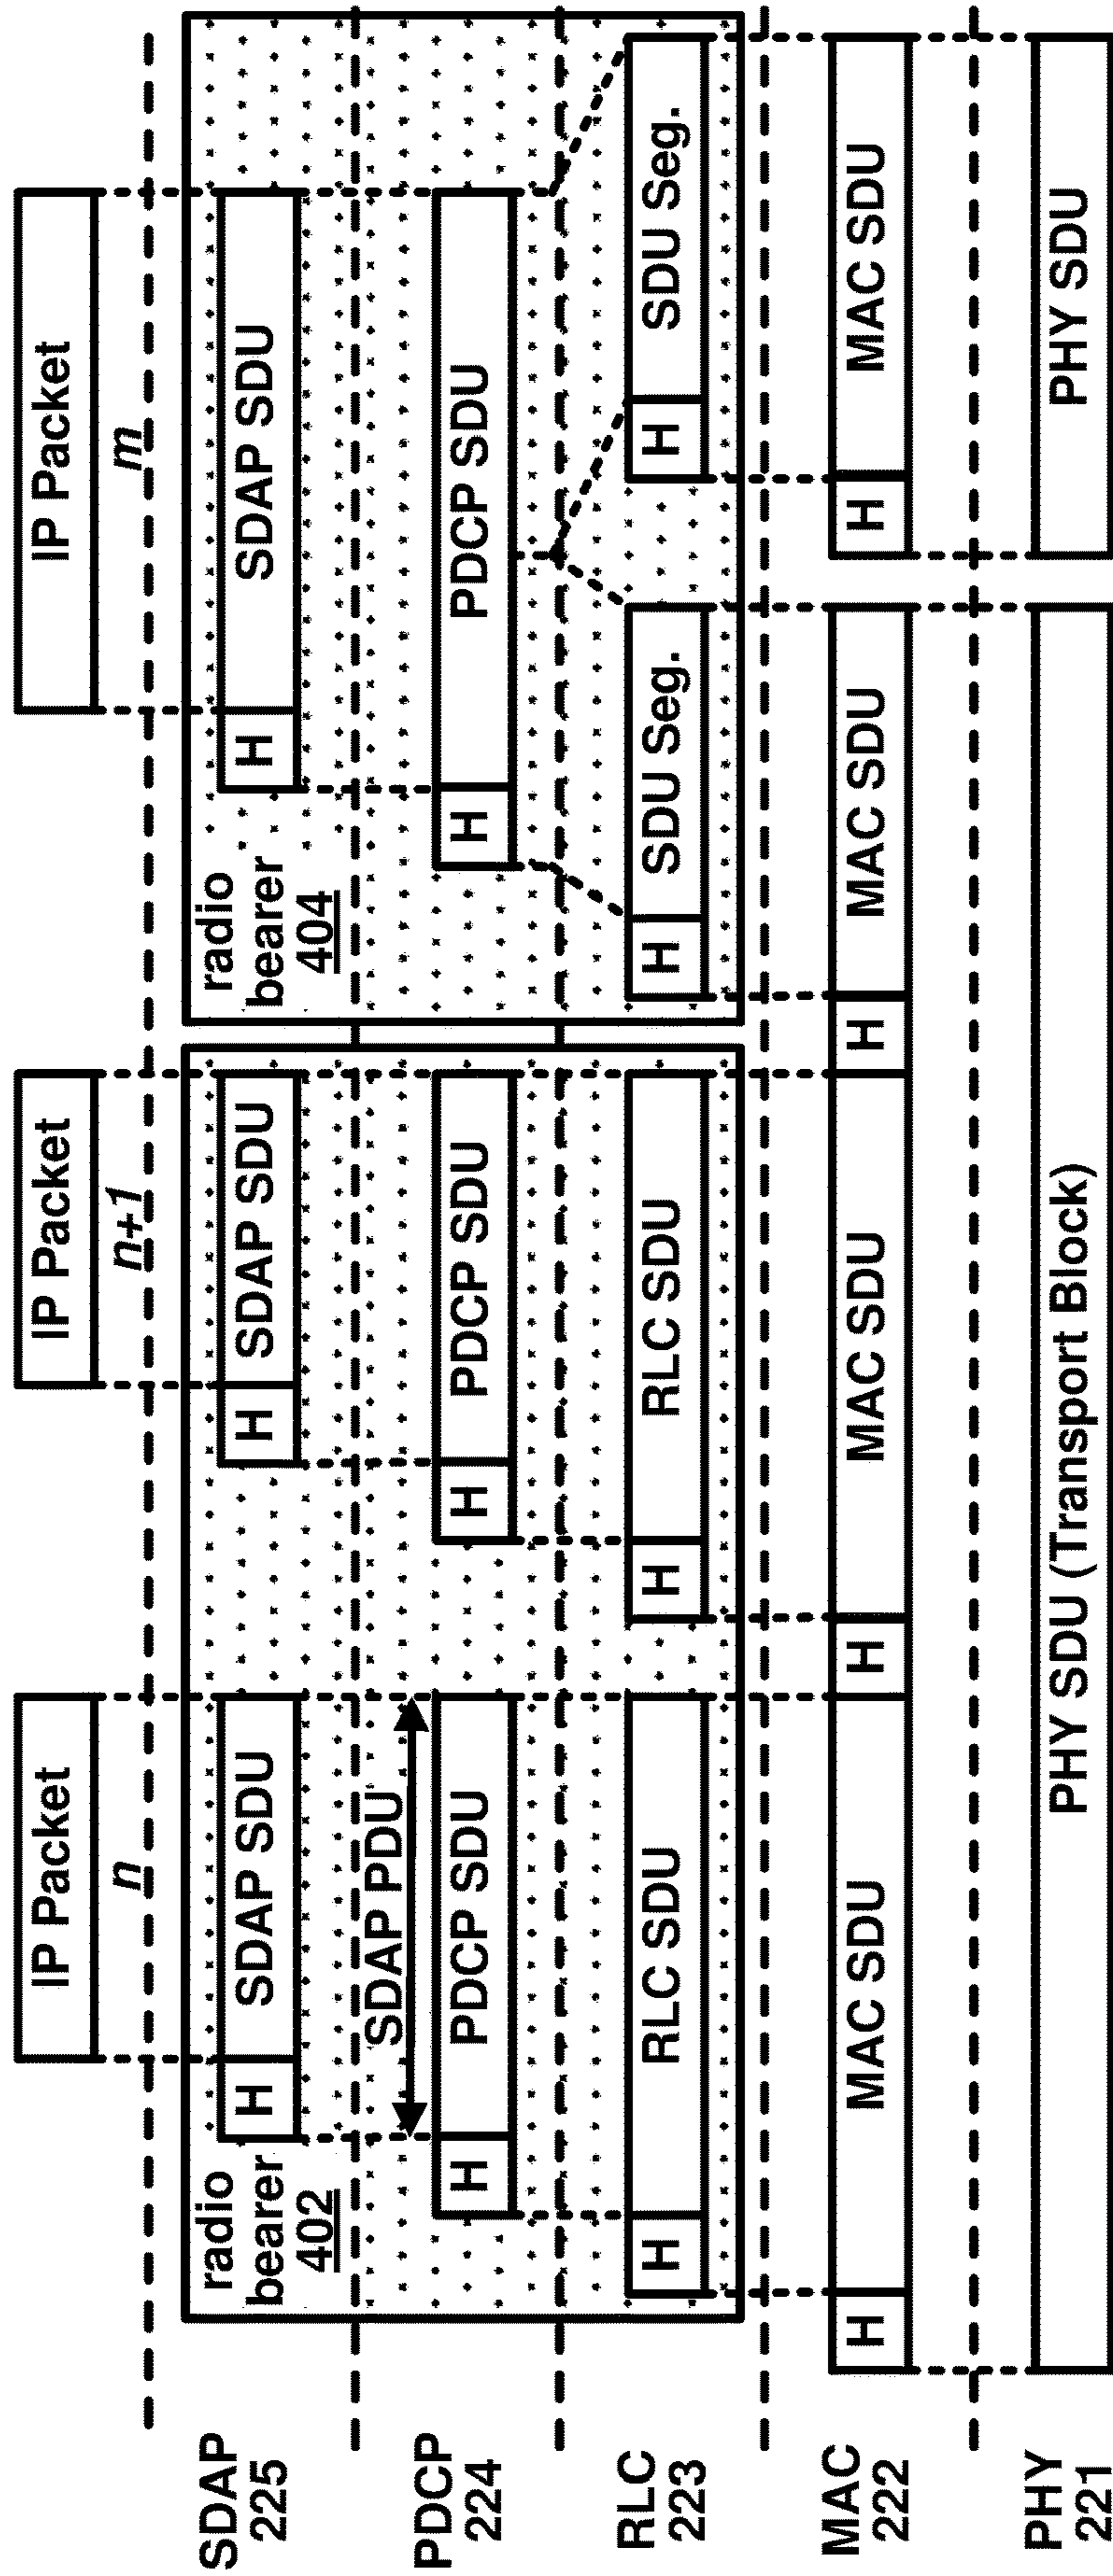 IP Packet
n
IP Packet
n+1
IP Packet
m
SDAP
225
radio
bearer
402
H
SDAP SDU
H
SDAP SDU
radio
bearer
404
H
SDAP SDU
SDAP PDU
PDCP
224
H
PDCP SDU
H
PDCP SDU
H
PDCP SDU
RLC
223
H
RLC SDU
H
RLC SDU
H
SDU Seg.
H
SDU Seg.
MAC
222
H
MAC SDU
H
MAC SDU
H
MAC SDU
H
MAC SDU
PHY
221
PHY SDU (Transport Block)
PHY SDU